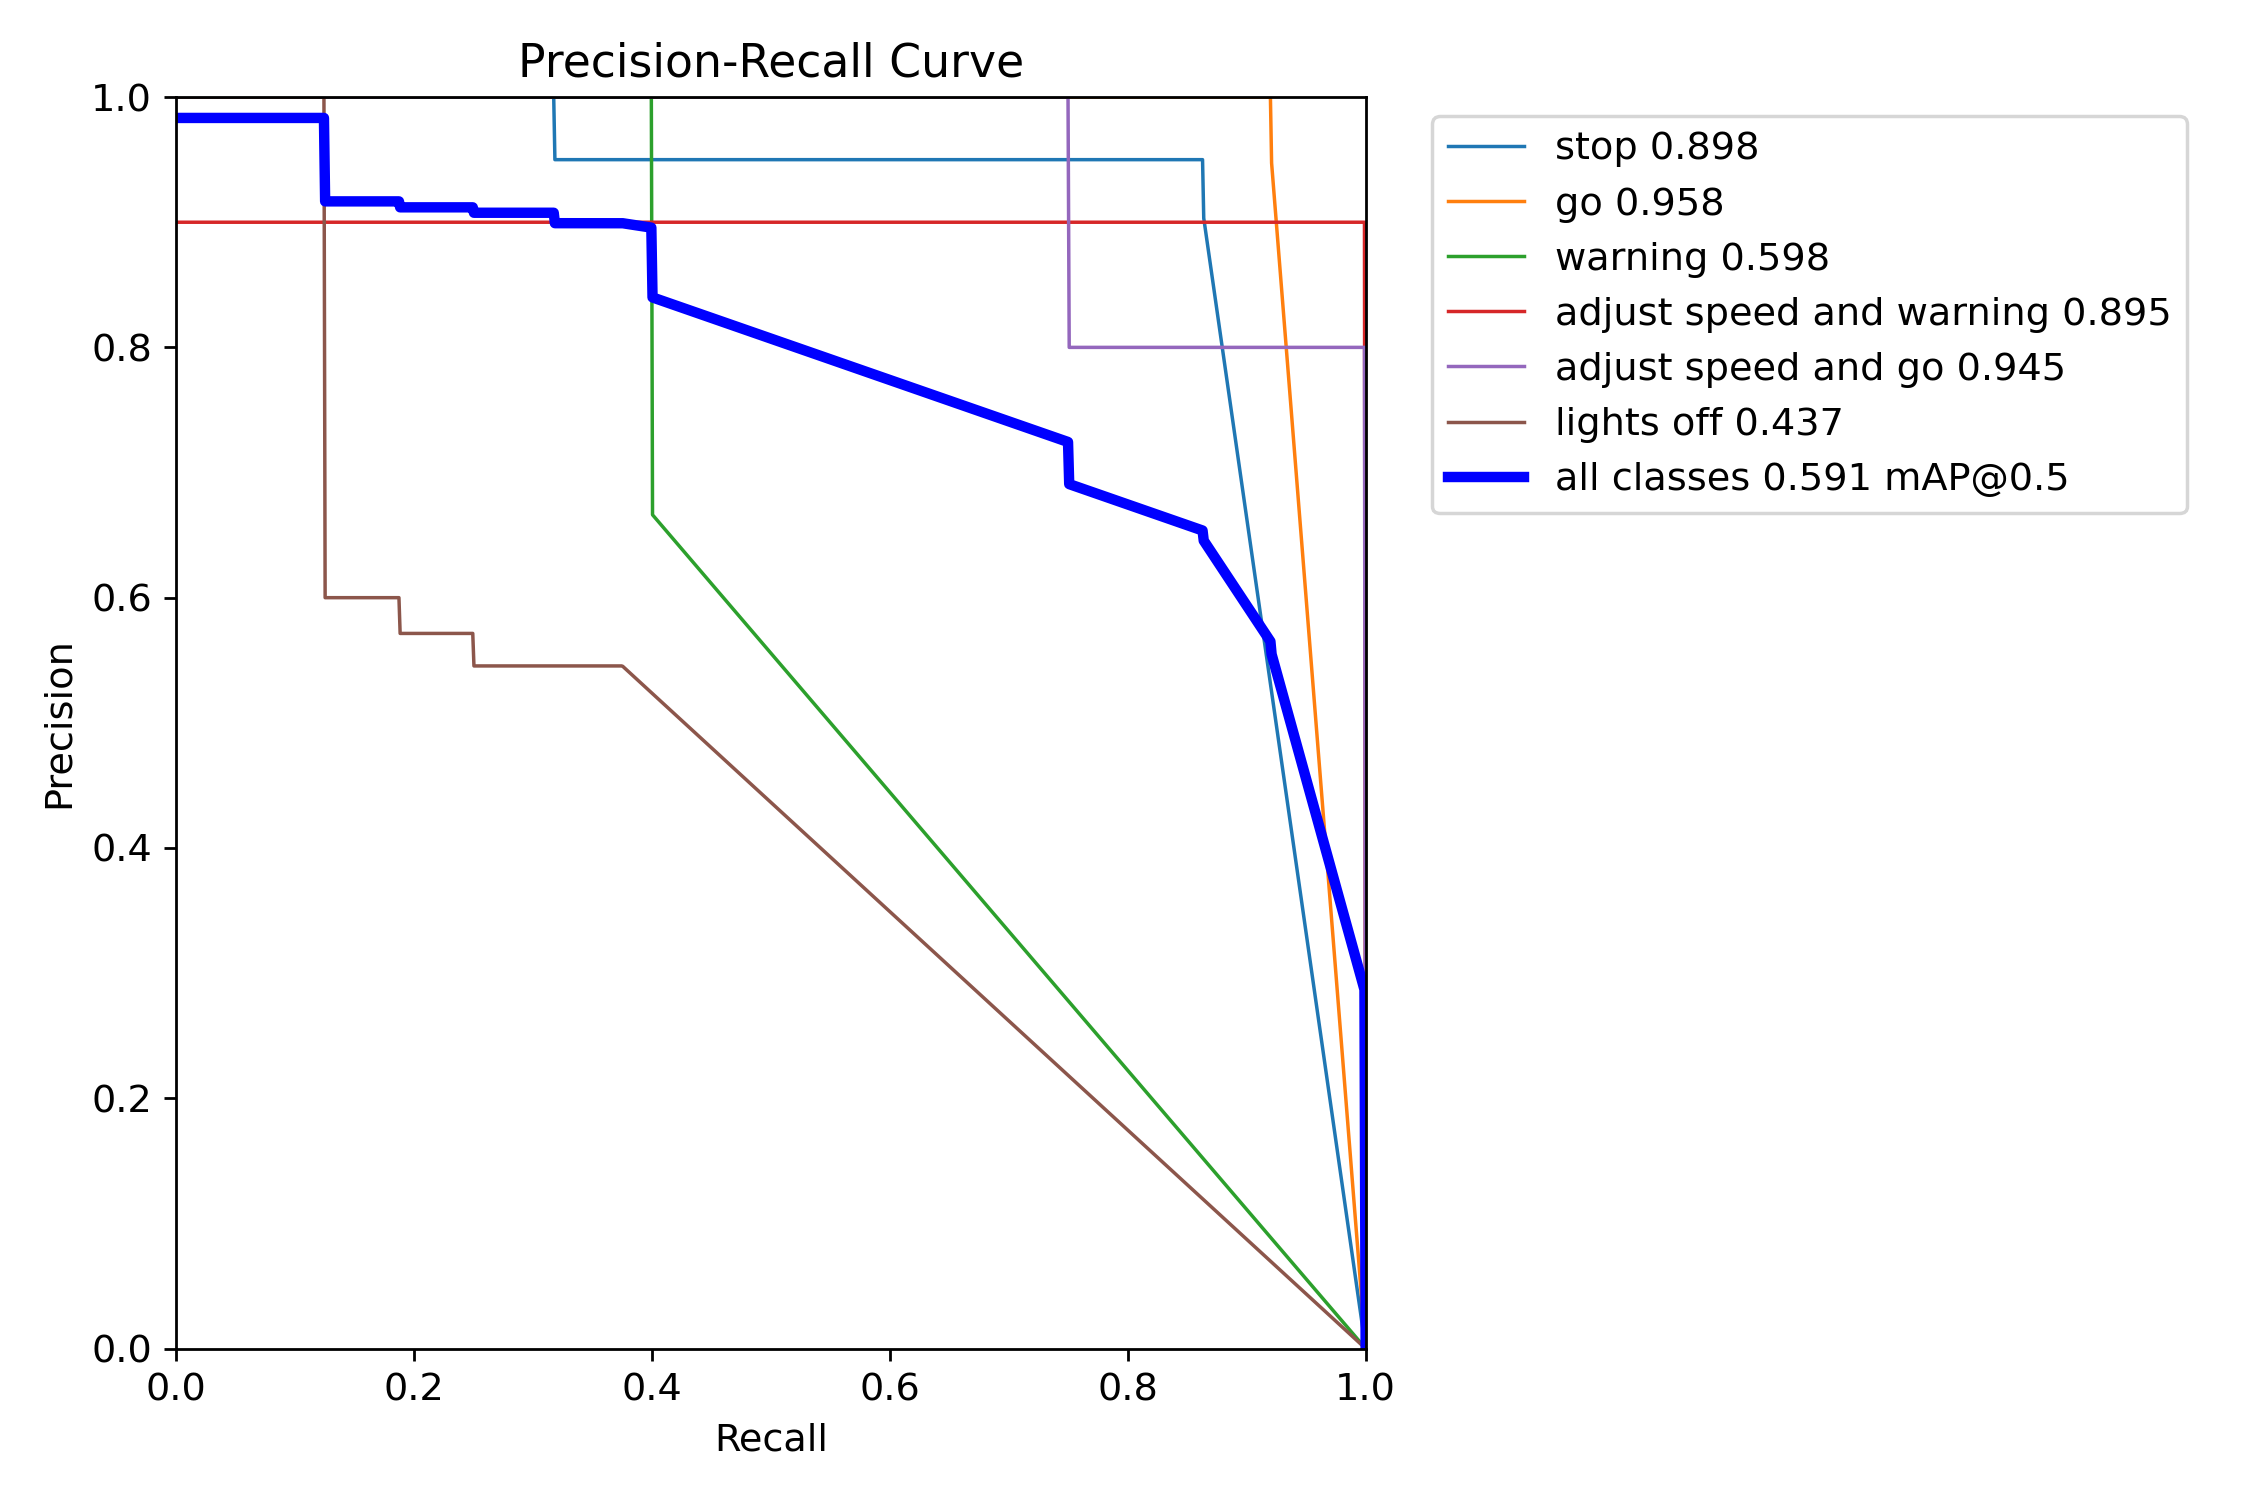 Precision-Recall Curve
1.0
0.8
0.6
0.4
0.2
0.0
Precision
0.0 0.2 0.4 0.6 0.8 1.0
Recall
stop 0.898
go 0.958
warning 0.598
adjust speed and warning 0.895
adjust speed and go 0.945
lights off 0.437
all classes 0.591 mAP@0.5